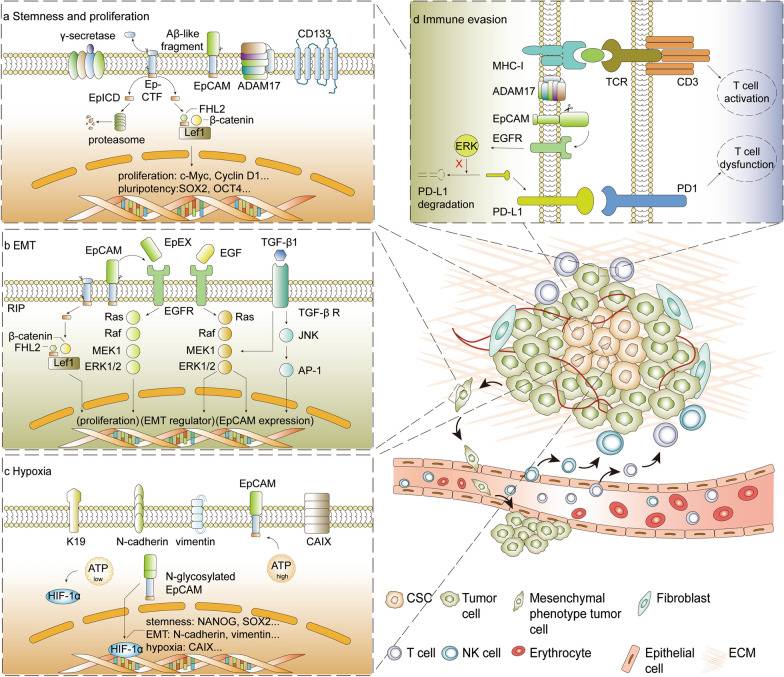 a Stemness and proliferation
γ-secretase
Aβ-like
fragment
CD133
Ep-
CTF
EpCAM
ADAM17
EpICD
FHL2
β-catenin
Lef1
proteasome
proliferation: c-Myc, Cyclin D1...
pluripotency:SOX2, OCT4...
d Immune evasion
MHC-I
TCR
CD3
ADAM17
T cell
activation
EpCAM
EGFR
ERK
X
T cell
dysfunction
PD-L1
degradation
PD-L1
PD1
b EMT
EpCAM
EpEX
EGF
TGF-β1
RIP
EGFR
TGF-β R
Ras
Ras
Raf
Raf
JNK
β-catenin
FHL2
Lef1
MEK1
MEK1
ERK1/2
ERK1/2
AP-1
(proliferation) (EMT regulator) (EpCAM expression)
c Hypoxia
EpCAM
K19
N-cadherin
vimentin
CAIX
ATP
low
ATP
high
HIF-1α
N-glycosylated
EpCAM
stemness: NANOG, SOX2...
EMT: N-cadherin, vimentin...
HIF-1α
hypoxia: CAIX...
CSC
Tumor
cell
Mesenchymal
phenotype tumor
cell
Fibroblast
T cell
NK cell
Erythrocyte
Epithelial
cell
ECM